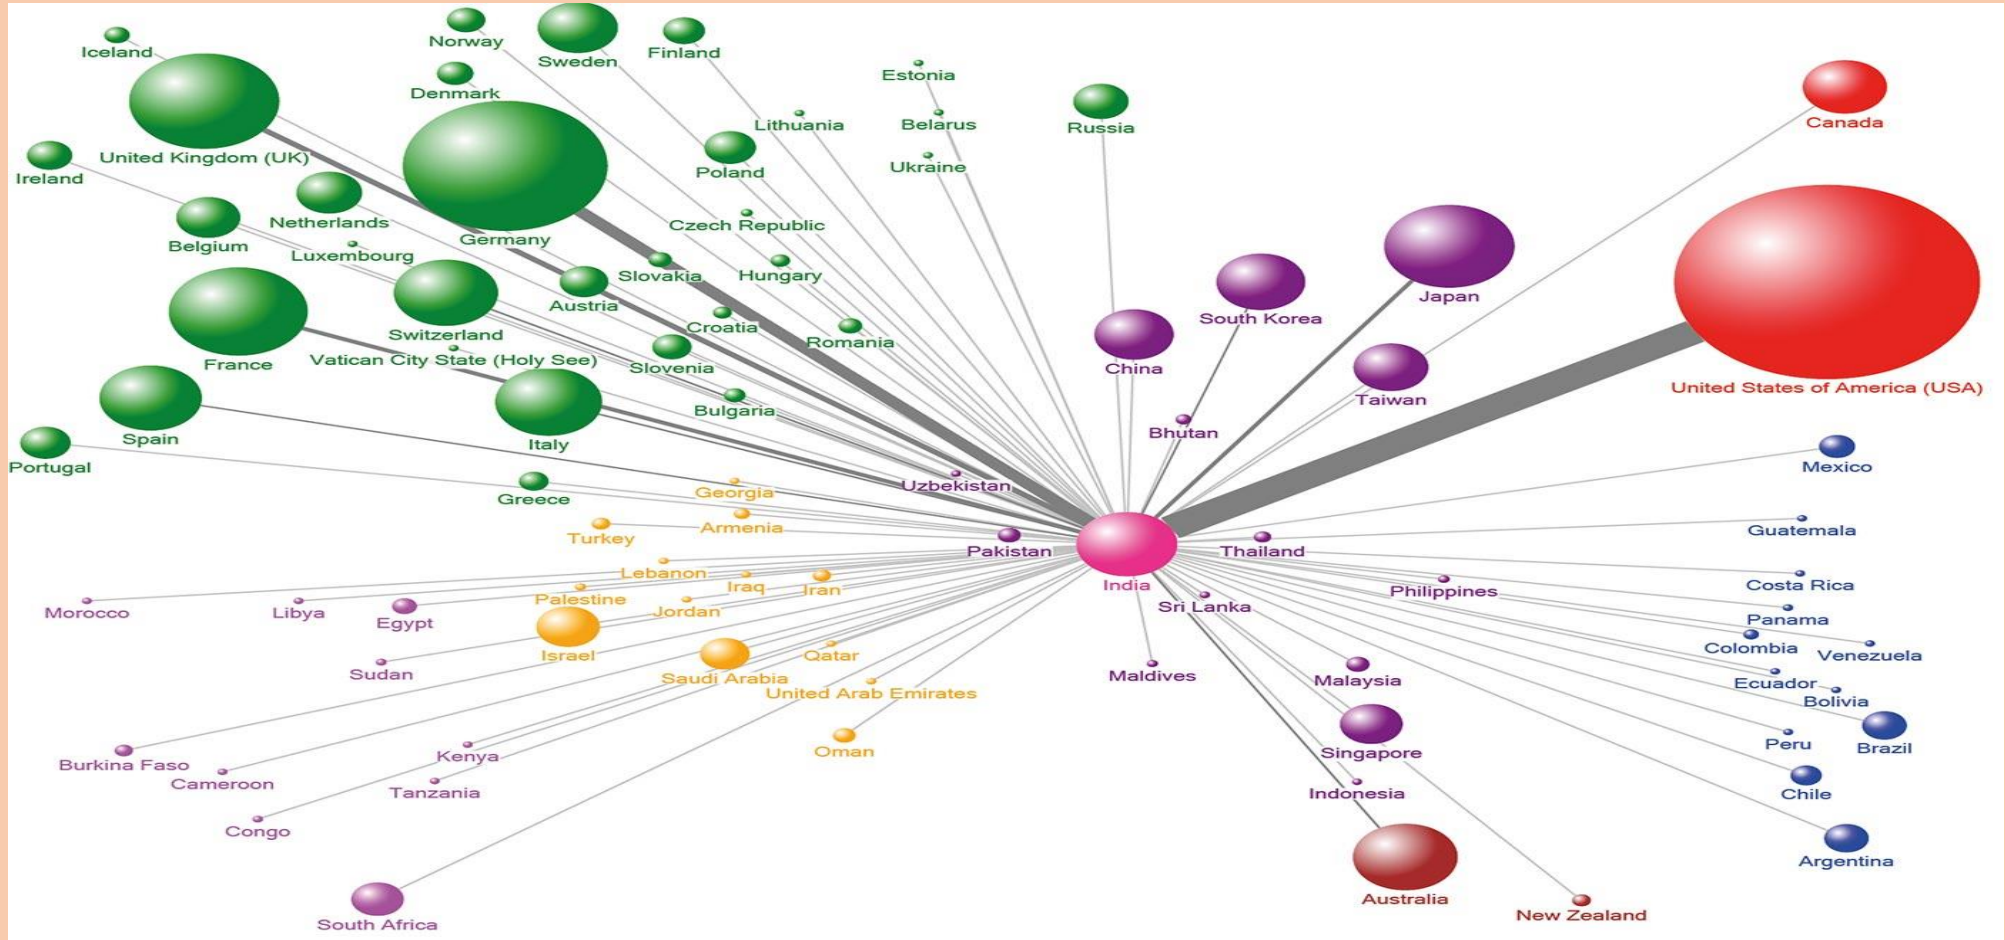 Iceland
Norway
Sweden
Finland
Denmark
Estonia
Lithuania
Belarus
Russia
Canada
United Kingdom (UK)
Ireland
Poland
Ukraine
Netherlands
Germany
Czech Republic
Belgium
Luxembourg
Slovakia
Hungary
Austria
Japan
South Korea
Switzerland
Croatia
Romania
France
Vatican City State (Holy See)
Slovenia
China
United States of America (USA)
Taiwan
Bulgaria
Bhutan
Spain
Italy
Portugal
Mexico
Greece
Georgia
Uzbekistan
Turkey
Armenia
Guatemala
Pakistan
Thailand
Lebanon
Iraq
Iran
India
Costa Rica
Philippines
Palestine
Jordan
Sri Lanka
Morocco
Libya
Egypt
Panama
Colombia
Venezuela
Israel
Qatar
Sudan
Saudi Arabia
United Arab Emirates
Maldives
Malaysia
Ecuador
Bolivia
Oman
Singapore
Peru
Brazil
Burkina Faso
Kenya
Cameroon
Tanzania
Indonesia
Chile
Congo
Argentina
South Africa
Australia
New Zealand